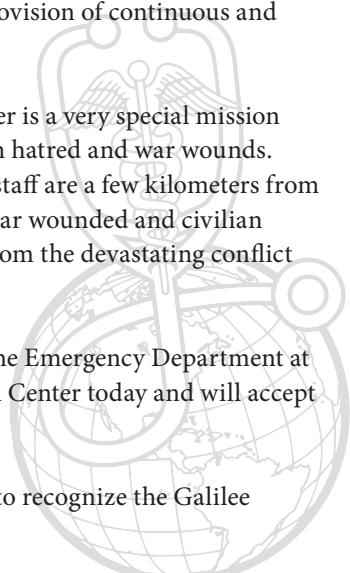 ovision of continuous and
er is a very special mission
n hatred and war wounds.
staff are a few kilometers from
ar wounded and civilian
om the devastating conflict
he Emergency Department at
l Center today and will accept
to recognize the Galilee